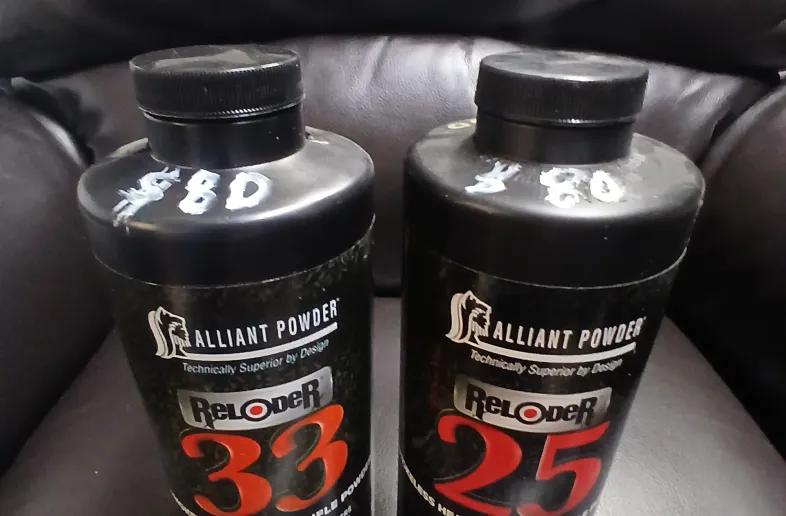 $80
$ 80
ALLIANT POWDER
Technically Superior by Design
RELODER
33
ALLIANT POWDER
Technically Superior by Design
RELODER
25